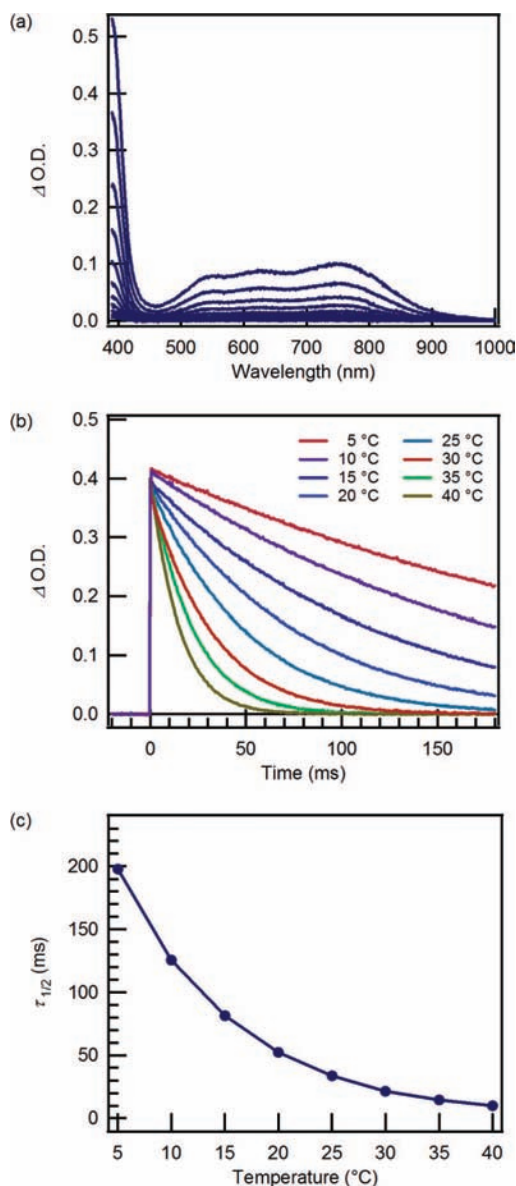 (a)
0.5
0.4
0.3
0.2
0.1
0.0
Δ O.D.
400 500 600 700 800 900 1000
Wavelength (nm)
(b)
0.5
0.4
0.3
0.2
0.1
0.0
Δ O.D.
5 °C 25 °C
10 °C 30 °C
15 °C 35 °C
20 °C 40 °C
0 50 100 150
Time (ms)
(c)
200
150
100
50
0
τ1/2 (ms)
5 10 15 20 25 30 35 40
Temperature (°C)